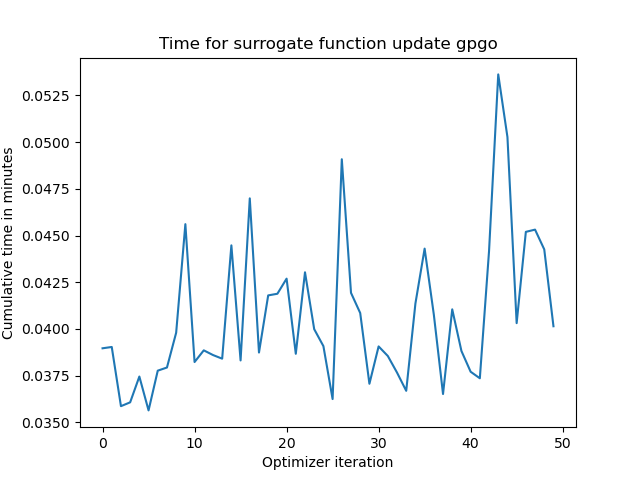 Time for surrogate function update gpgo
Cumulative time in minutes
0.0525
0.0500
0.0475
0.0450
0.0425
0.0400
0.0375
0.0350
0 10 20 30 40 50
Optimizer iteration